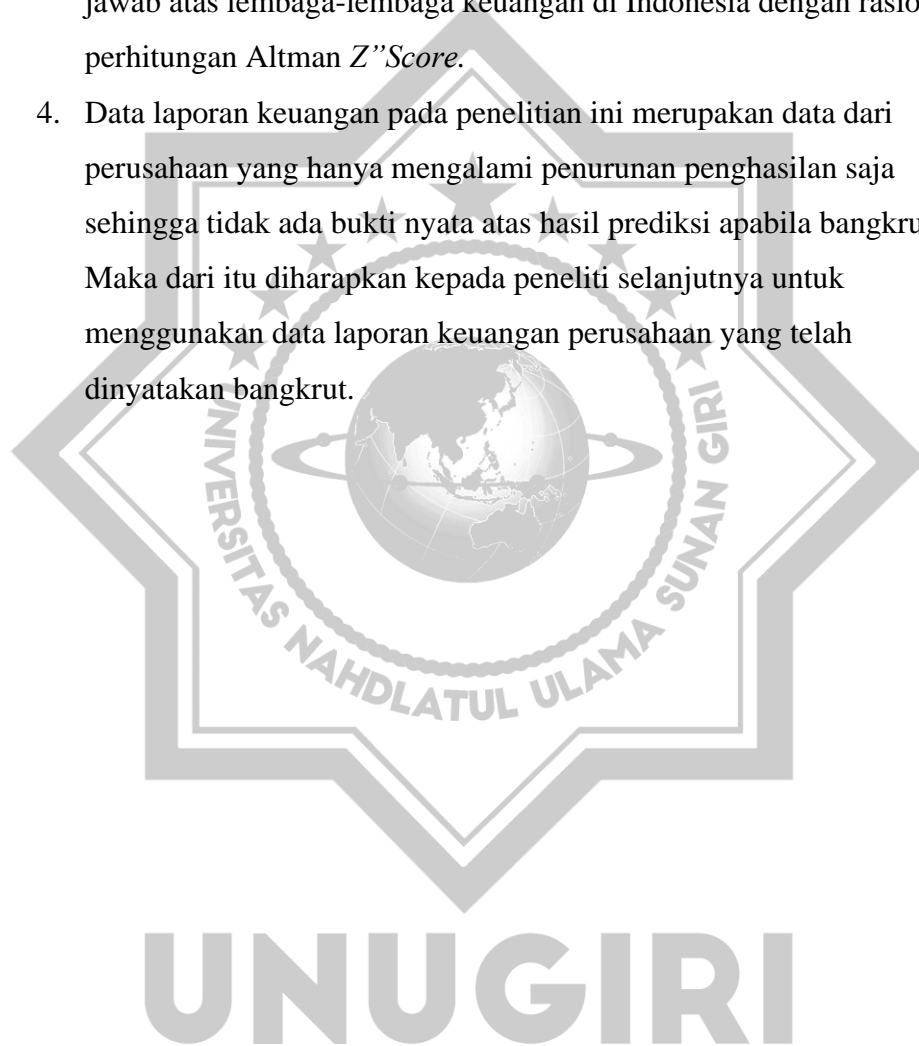 jawab atas lembaga-lembaga keuangan di Indonesia dengan rasio
perhitungan Altman Z”Score.
4. Data laporan keuangan pada penelitian ini merupakan data dari
perusahaan yang hanya mengalami penurunan penghasilan saja
sehingga tidak ada bukti nyata atas hasil prediksi apabila bangkru
Maka dari itu diharapkan kepada peneliti selanjutnya untuk
menggunakan data laporan keuangan perusahaan yang telah
dinyatakan bangkrut.
UNIVERSITAS NAHDLATUL ULAMA SUNAN GIRI
UNUGIRI